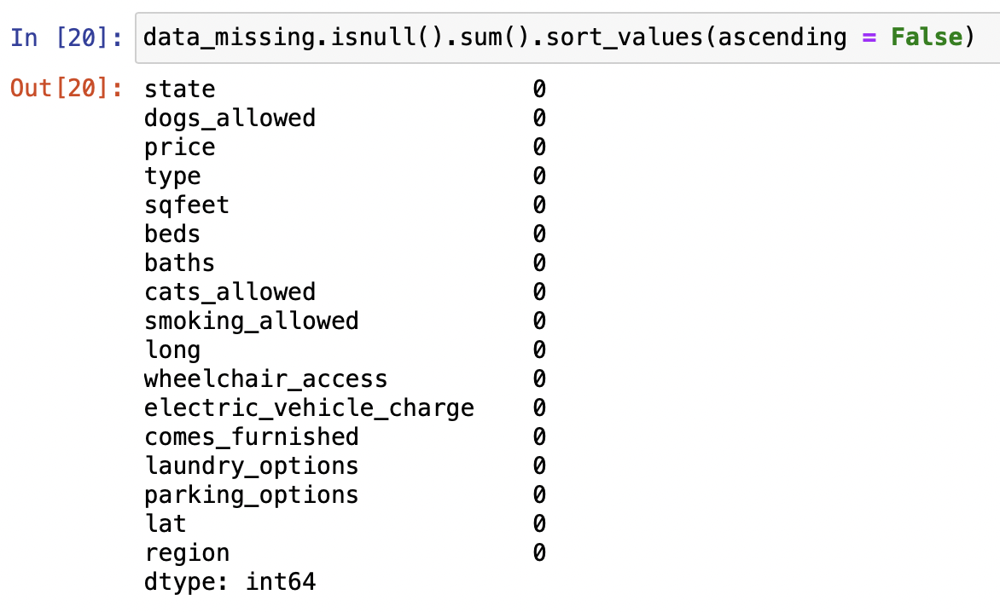 In [20]: data_missing.isnull().sum().sort_values(ascending = False)
Out[20]: state 0
dogs_allowed 0
price 0
type 0
sqfeet 0
beds 0
baths 0
cats_allowed 0
smoking_allowed 0
long 0
wheelchair_access 0
electric_vehicle_charge 0
comes_furnished 0
laundry_options 0
parking_options 0
lat 0
region 0
dtype: int64